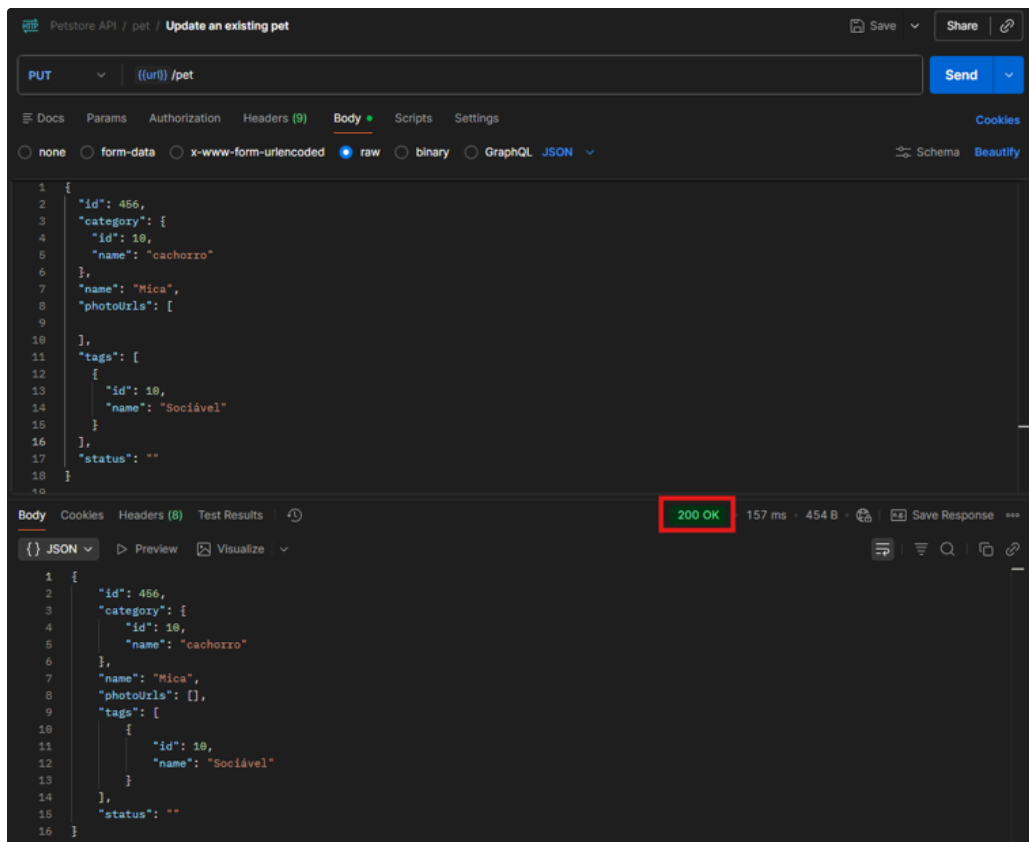 HTTP Petstore API / pet / Update an existing pet Save Share
PUT {{url}} /pet Send
Docs Params Authorization Headers (9) Body Scripts Settings Cookies
none form-data x-www-form-urlencoded raw binary GraphQL JSON Schema Beautify
1 {
2 "id": 456,
3 "category": {
4 "id": 10,
5 "name": "cachorro"
6 },
7 "name": "Mica",
8 "photoUrls": [
9
10 ],
11 "tags": [
12 {
13 "id": 10,
14 "name": "Sociável"
15 }
16 ],
17 "status": ""
18 }
19
Body Cookies Headers (8) Test Results 200 OK 157 ms 454 B Save Response
{} JSON Preview Visualize
1 {
2 "id": 456,
3 "category": {
4 "id": 10,
5 "name": "cachorro"
6 },
7 "name": "Mica",
8 "photoUrls": [],
9 "tags": [
10 {
11 "id": 10,
12 "name": "Sociável"
13 }
14 ],
15 "status": ""
16 }